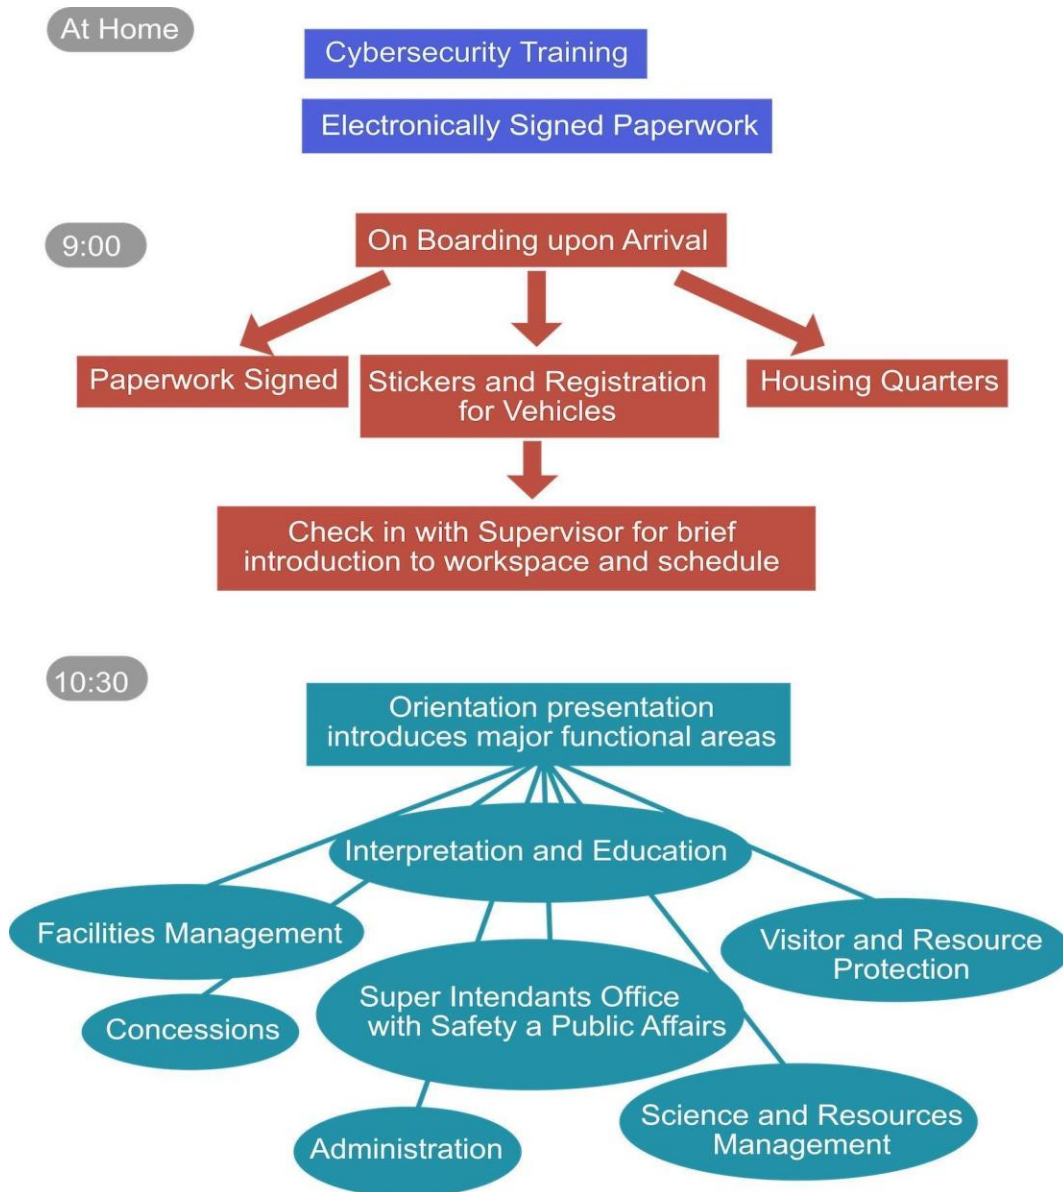 At Home
Cybersecurity Training
Electronically Signed Paperwork
9:00
On Boarding upon Arrival
Paperwork Signed
Stickers and Registration
for Vehicles
Housing Quarters
Check in with Supervisor for brief
introduction to workspace and schedule
10:30
Orientation presentation
introduces major functional areas
Interpretation and Education
Facilities Management
Visitor and Resource
Protection
Concessions
Super Intendants Office
with Safety a Public Affairs
Administration
Science and Resources
Management